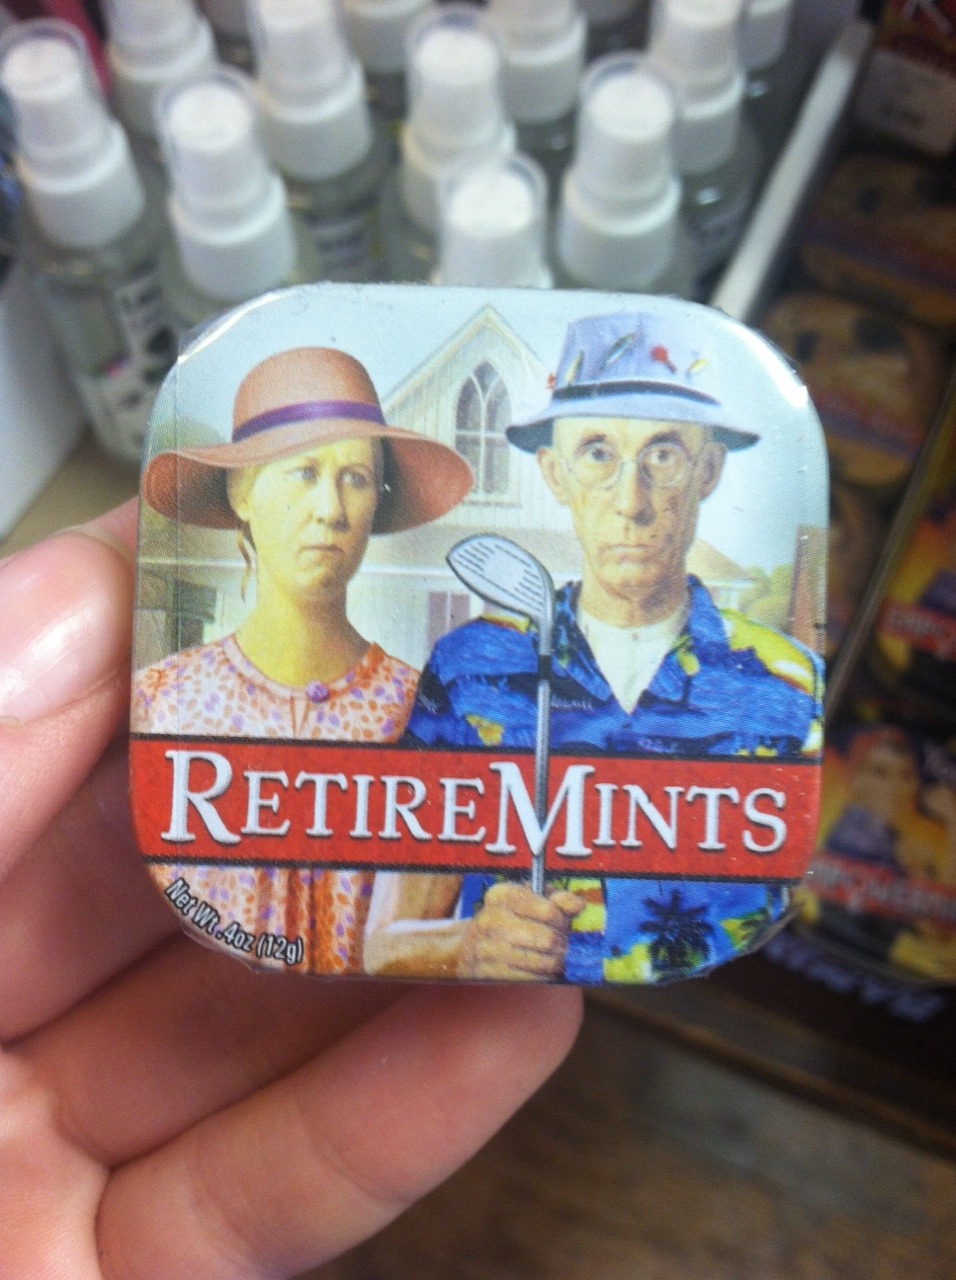 RETIREMINTS
Net Wt .4oz (12g)